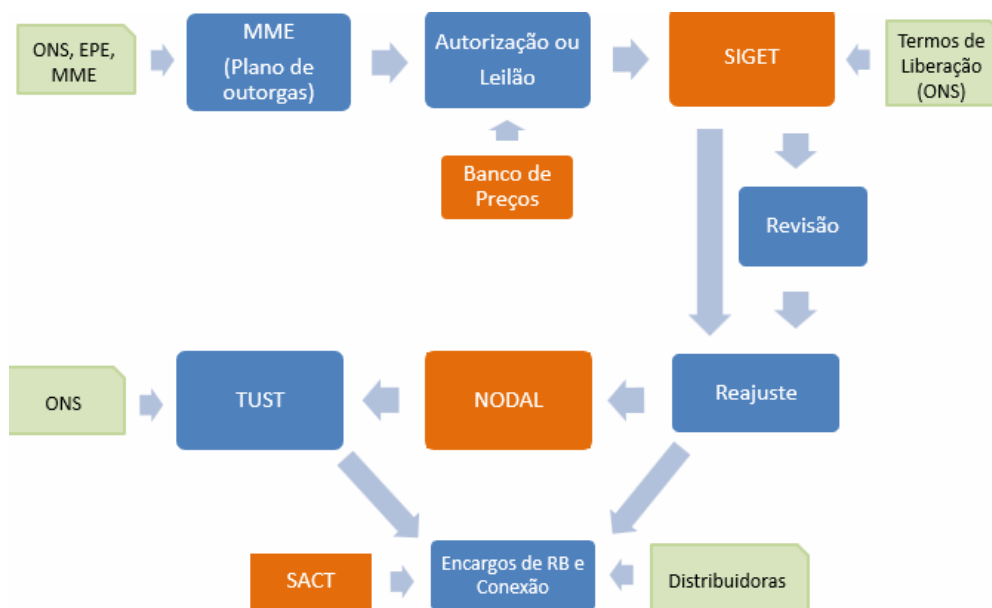 ONS, EPE,
MME
MME
(Plano de
outorgas)
Autorização ou
Leilão
SIGET
Termos de
Liberação
(ONS)
Banco de
Preços
Revisão
ONS
TUST
NODAL
Reajuste
SACT
Encargos de RB e
Conexão
Distribuidoras